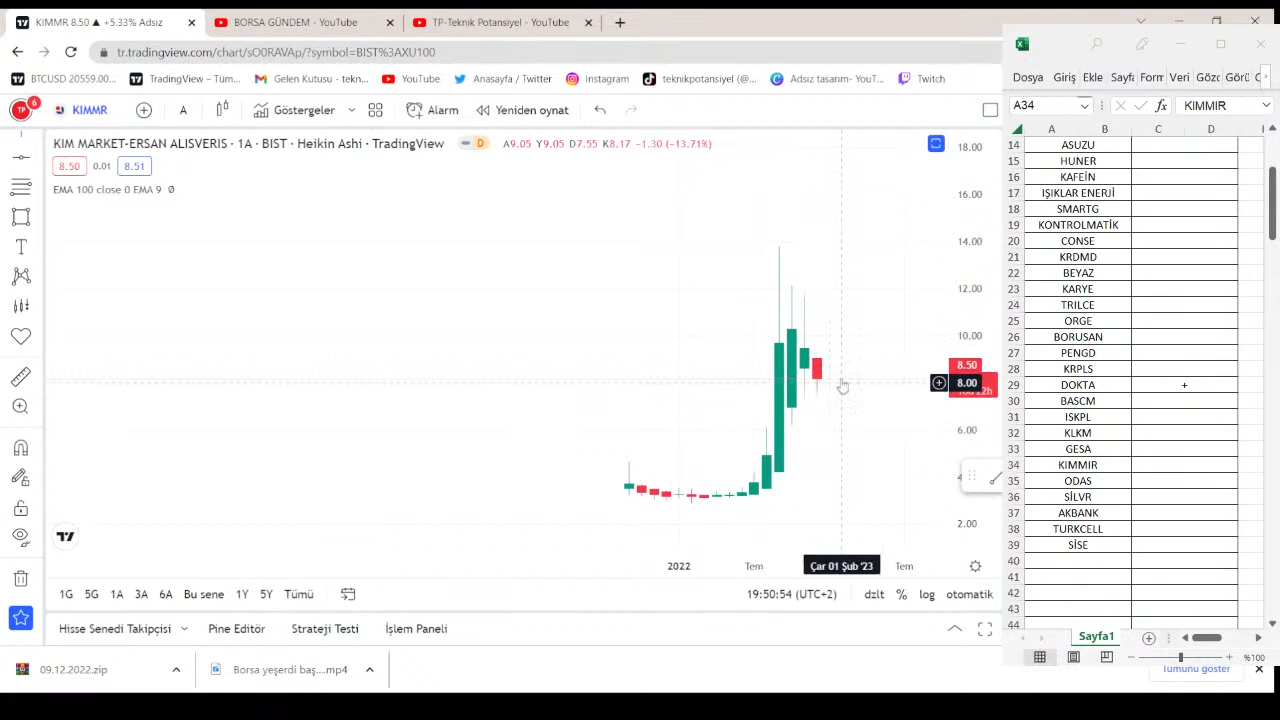 KIMMR 8.50 ▲ +5.33% Adsız
BORSA GÜNDEM - YouTube
TP-Teknik Potansiyel - YouTube
tr.tradingview.com/chart/sO0RAVAp/?symbol=BIST%3AXU100
BTCUSD 20559.00...
TradingView – Tüm...
Gelen Kutusu - tekn...
YouTube
Anasayfa / Twitter
Instagram
teknikpotansiyel (@...
Adsız tasarım- YouT...
Twitch
TP 6
KIMMR
A
Göstergeler
Alarm
Yeniden oynat
KIM MARKET-ERSAN ALISVERIS · 1A · BIST · Heikin Ashi · TradingView
D
A9.05 Y9.05 D7.55 K8.17 −1.30 (−13.71%)
8.50 0.01 8.51
EMA 100 close 0 EMA 9 Ø
18.00
16.00
14.00
12.00
10.00
8.50
8.00
6.00
2.00
2022 Tem Çar 01 Şub '23 Tem
1G 5G 1A 3A 6A Bu sene 1Y 5Y Tümü
19:50:54 (UTC+2) dzlt % log otomatik
Hisse Senedi Takipçisi Pine Editör Strateji Testi İşlem Paneli
09.12.2022.zip
Borsa yeşerdi baş....mp4
Tümünü göster
Dosya Giriş Ekle Sayfa Form Veri Gözd Görü
A34 fx KIMMIR
A B C D
14 ASUZU
15 HUNER
16 KAFEİN
17 IŞIKLAR ENERJİ
18 SMARTG
19 KONTROLMATİK
20 CONSE
21 KRDMD
22 BEYAZ
23 KARYE
24 TRILCE
25 ORGE
26 BORUSAN
27 PENGD
28 KRPLS
29 DOKTA +
30 BASCM
31 ISKPL
32 KLKM
33 GESA
34 KIMMIR
35 ODAS
36 SİLVR
37 AKBANK
38 TURKCELL
39 SİSE
40
41
42
43
44
Sayfa1
%100